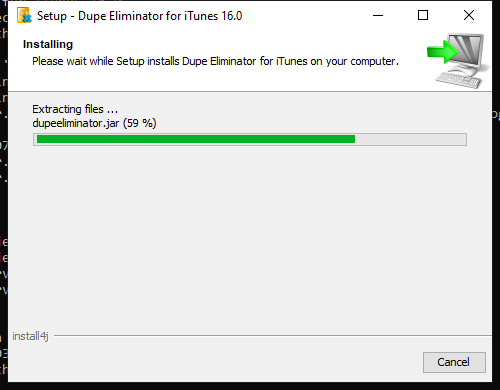 Setup - Dupe Eliminator for iTunes 16.0
Installing
Please wait while Setup installs Dupe Eliminator for iTunes on your computer.
Extracting files ...
dupeeliminator.jar (59 %)
install4j
Cancel